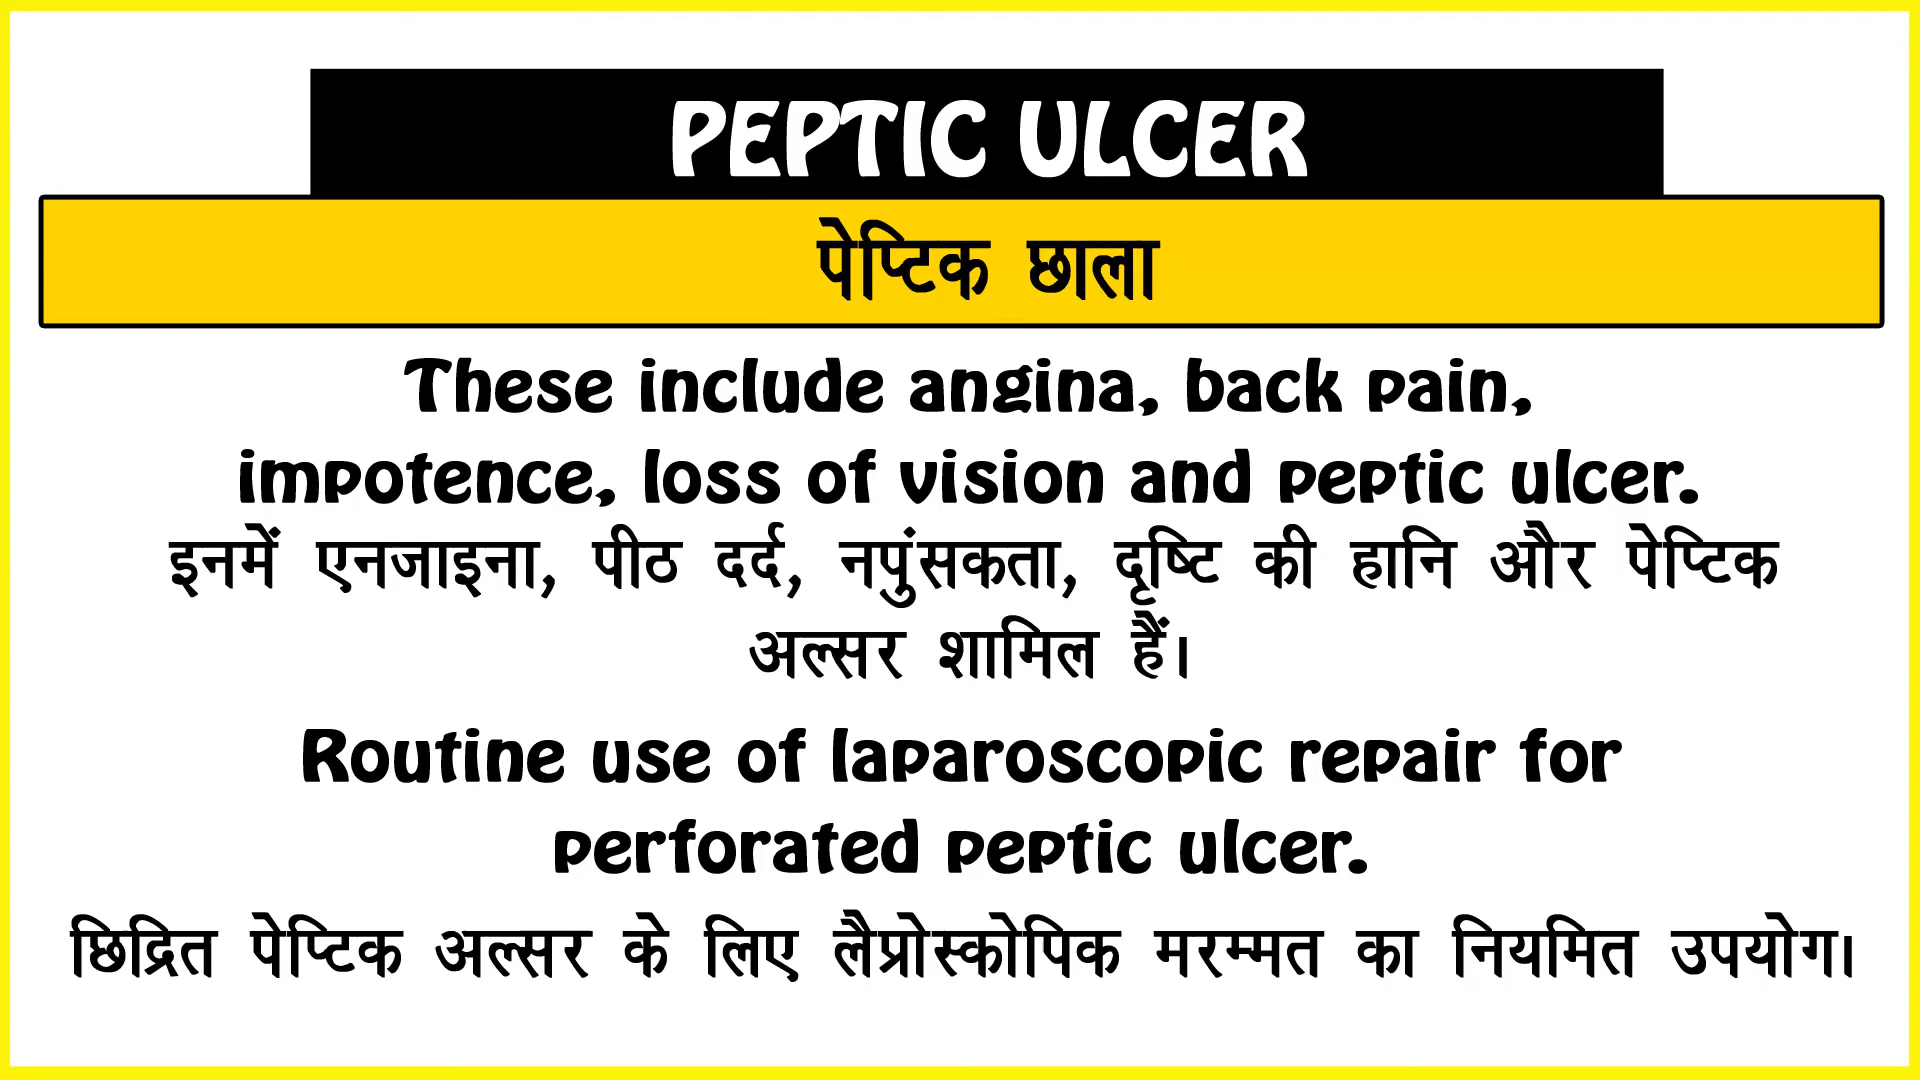 PEPTIC ULCER
पेप्टिक छाला
These include angina, back pain,
impotence, loss of vision and peptic ulcer.
इनमें एनजाइना, पीठ दर्द, नपुंसकता, दृष्टि की हानि और पेप्टिक
अल्सर शामिल हैं।
Routine use of laparoscopic repair for
perforated peptic ulcer.
छिद्रित पेप्टिक अल्सर के लिए लैप्रोस्कोपिक मरम्मत का नियमित उपयोग।